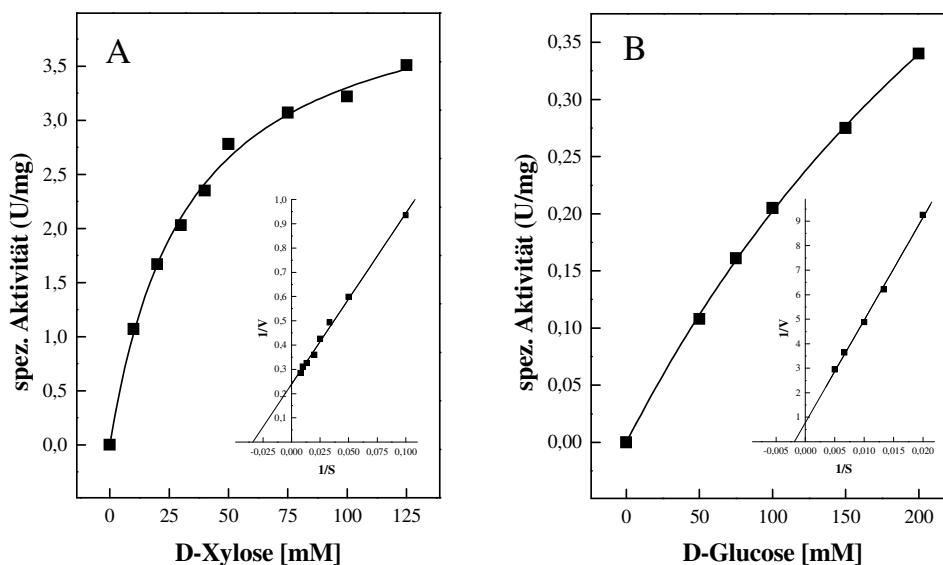 A
spez. Aktivität (U/mg)
3,5
3,0
2,5
2,0
1,5
1,0
0,5
0,0
0 25 50 75 100 125
D-Xylose [mM]
1/V
1,0
0,9
0,8
0,7
0,6
0,5
0,4
0,3
0,2
0,1
-0,025 0,000 0,025 0,050 0,075 0,100
1/S
B
spez. Aktivität (U/mg)
0,35
0,30
0,25
0,20
0,15
0,10
0,05
0,00
0 50 100 150 200
D-Glucose [mM]
1/V
9
8
7
6
5
4
3
2
1
-0,005 0,000 0,005 0,010 0,015 0,020
1/S